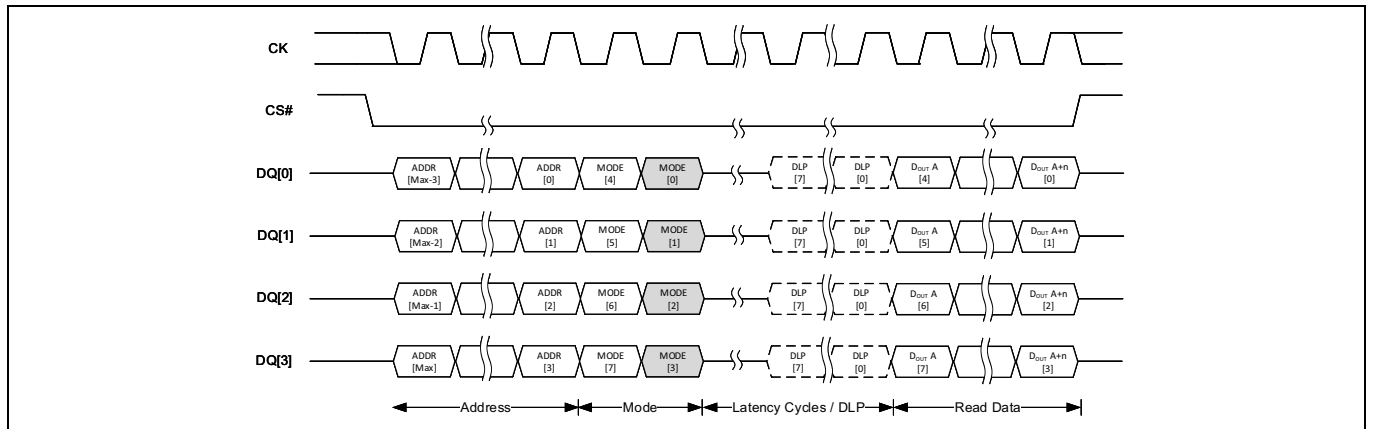 CK
CS#
DQ[0] ADDR [Max-3] ADDR [0] MODE [4] MODE [0] DLP [7] DLP [0] DOUT A [4] DOUT A+n [0]
DQ[1] ADDR [Max-2] ADDR [1] MODE [5] MODE [1] DLP [7] DLP [0] DOUT A [5] DOUT A+n [1]
DQ[2] ADDR [Max-1] ADDR [2] MODE [6] MODE [2] DLP [7] DLP [0] DOUT A [6] DOUT A+n [2]
DQ[3] ADDR [Max] ADDR [3] MODE [7] MODE [3] DLP [7] DLP [0] DOUT A [7] DOUT A+n [3]
Address Mode Latency Cycles / DLP Read Data